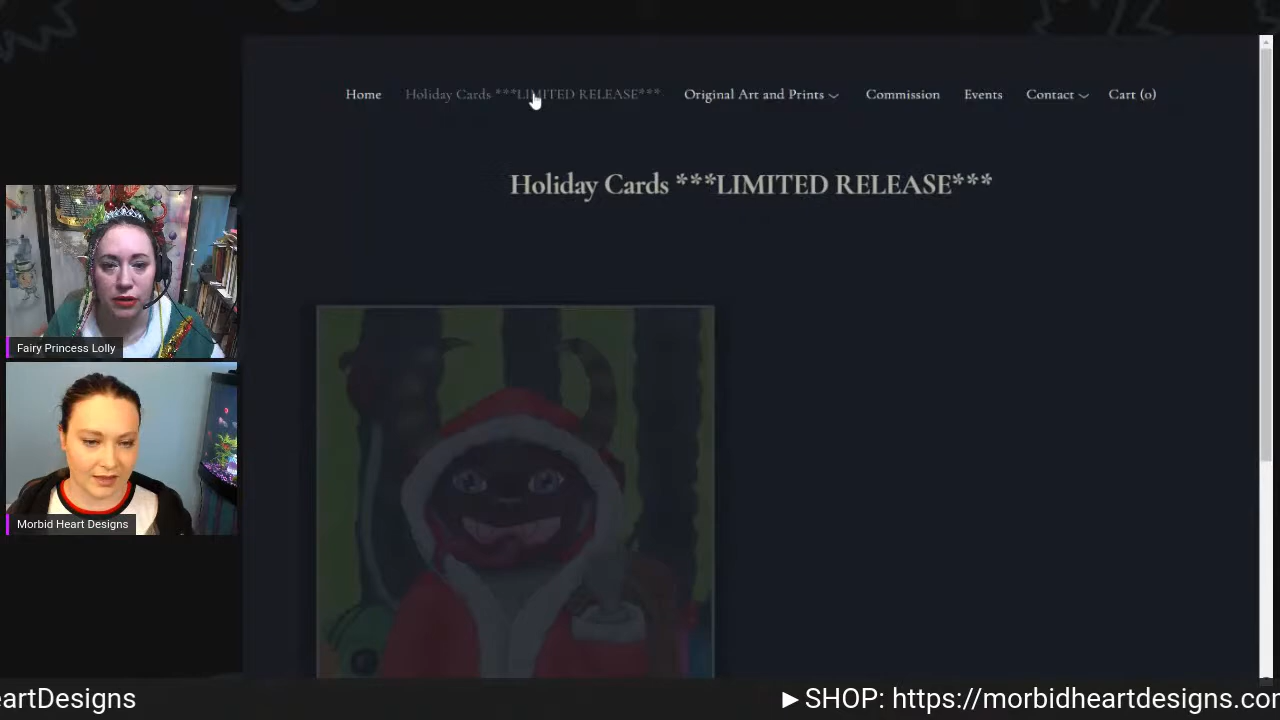 Home Holiday Cards ***LIMITED RELEASE*** Original Art and Prints Commission Events Contact Cart (0)
Holiday Cards ***LIMITED RELEASE***
Fairy Princess Lolly
Morbid Heart Designs
eartDesigns ►SHOP: https://morbidheartdesigns.co